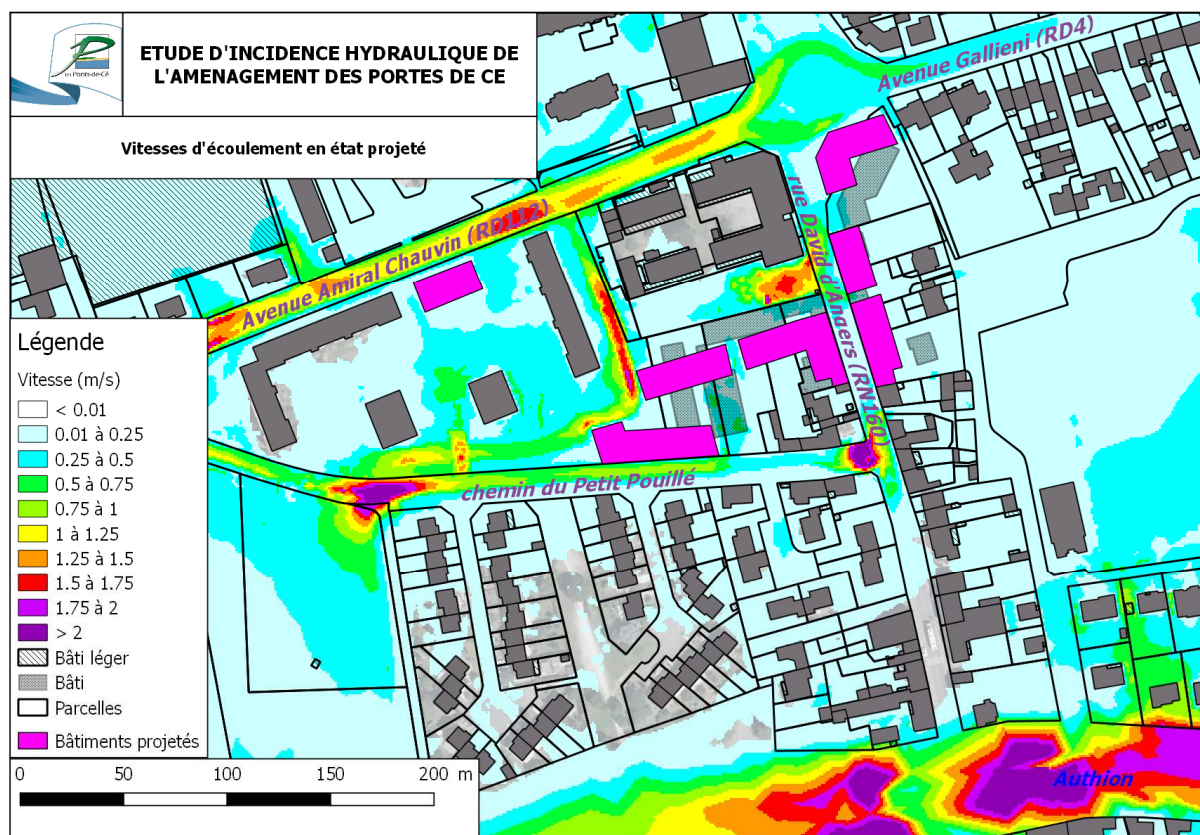 les Ponts-de-Cé
ETUDE D'INCIDENCE HYDRAULIQUE DE
L'AMENAGEMENT DES PORTES DE CE
Vitesses d'écoulement en état projeté
Avenue Gallieni (RD4)
Avenue Amiral Chauvin (RD112)
rue David d'Angers (RN160)
chemin du Petit Pouillé
Authion
Légende
Vitesse (m/s)
< 0.01
0.01 à 0.25
0.25 à 0.5
0.5 à 0.75
0.75 à 1
1 à 1.25
1.25 à 1.5
1.5 à 1.75
1.75 à 2
> 2
Bâti léger
Bâti
Parcelles
Bâtiments projetés
0 50 100 150 200 m